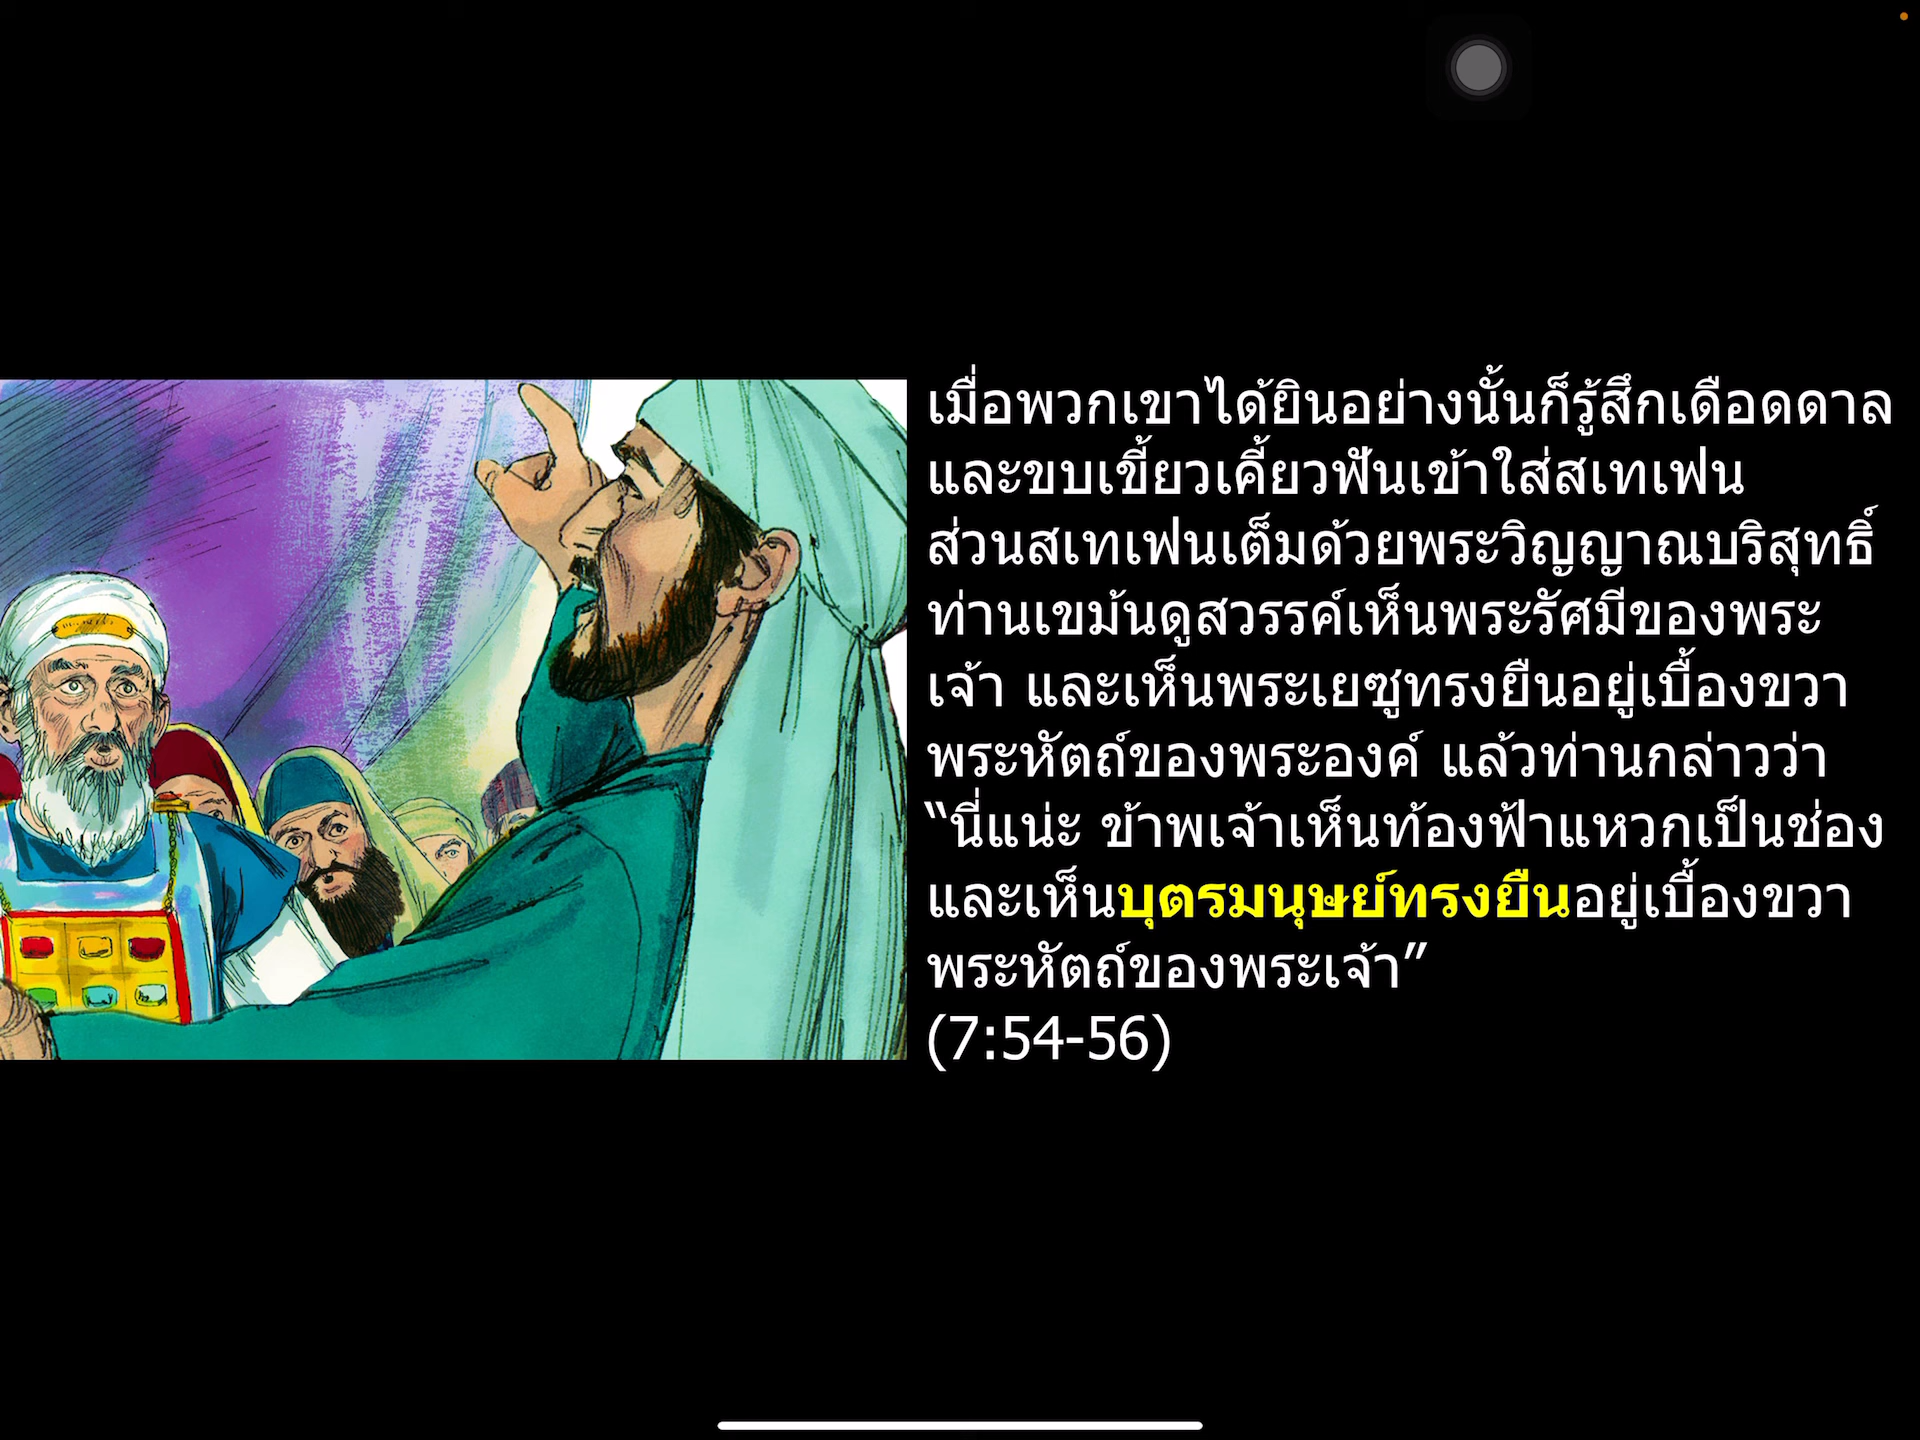 เมื่อพวกเขาได้ยินอย่างนั้นก็รู้สึกเดือดดาล
และขบเขี้ยวเคี้ยวฟันเข้าใส่สเทเฟน
ส่วนสเทเฟนเต็มด้วยพระวิญญาณบริสุทธิ์
ท่านเขม้นดูสวรรค์เห็นพระรัศมีของพระ
เจ้า และเห็นพระเยซูทรงยืนอยู่เบื้องขวา
พระหัตถ์ของพระองค์ แล้วท่านกล่าวว่า
“นี่แน่ะ ข้าพเจ้าเห็นท้องฟ้าแหวกเป็นช่อง
และเห็นบุตรมนุษย์ทรงยืนอยู่เบื้องขวา
พระหัตถ์ของพระเจ้า”
(7:54-56)